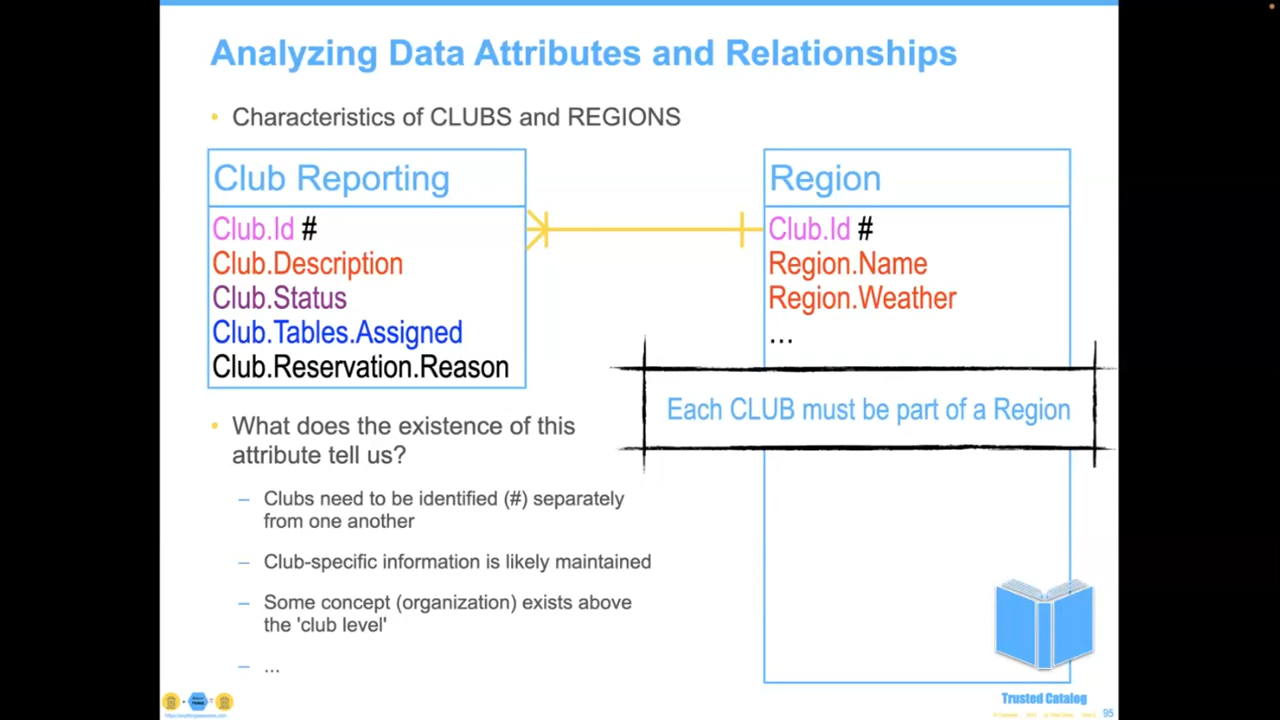 Analyzing Data Attributes and Relationships
• Characteristics of CLUBS and REGIONS
Club Reporting
Club.Id #
Club.Description
Club.Status
Club.Tables.Assigned
Club.Reservation.Reason
Region
Club.Id #
Region.Name
Region.Weather
...
Each CLUB must be part of a Region
• What does the existence of this
attribute tell us?
– Clubs need to be identified (#) separately
from one another
– Club-specific information is likely maintained
– Some concept (organization) exists above
the 'club level'
– ...
Trusted Catalog
95